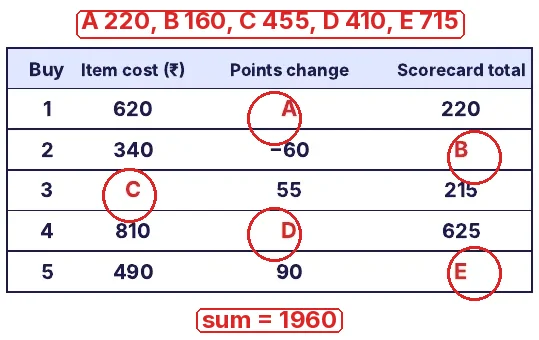 A 220, B 160, C 455, D 410, E 715
Buy Item cost (₹) Points change Scorecard total
1 620 A 220
2 340 −60 B
3 C 55 215
4 810 D 625
5 490 90 E
sum = 1960